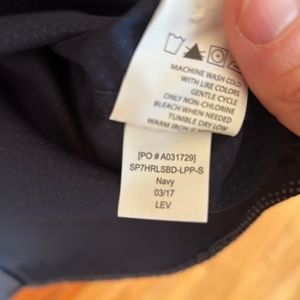 MACHINE WASH COLD
WITH LIKE COLORS
GENTLE CYCLE
ONLY NON-CHLORINE
BLEACH WHEN NEEDED
TUMBLE DRY LOW
WARM IRON IF
[PO # A031729]
SP7HRLSBD-LPP-S
Navy
03/17
LEV